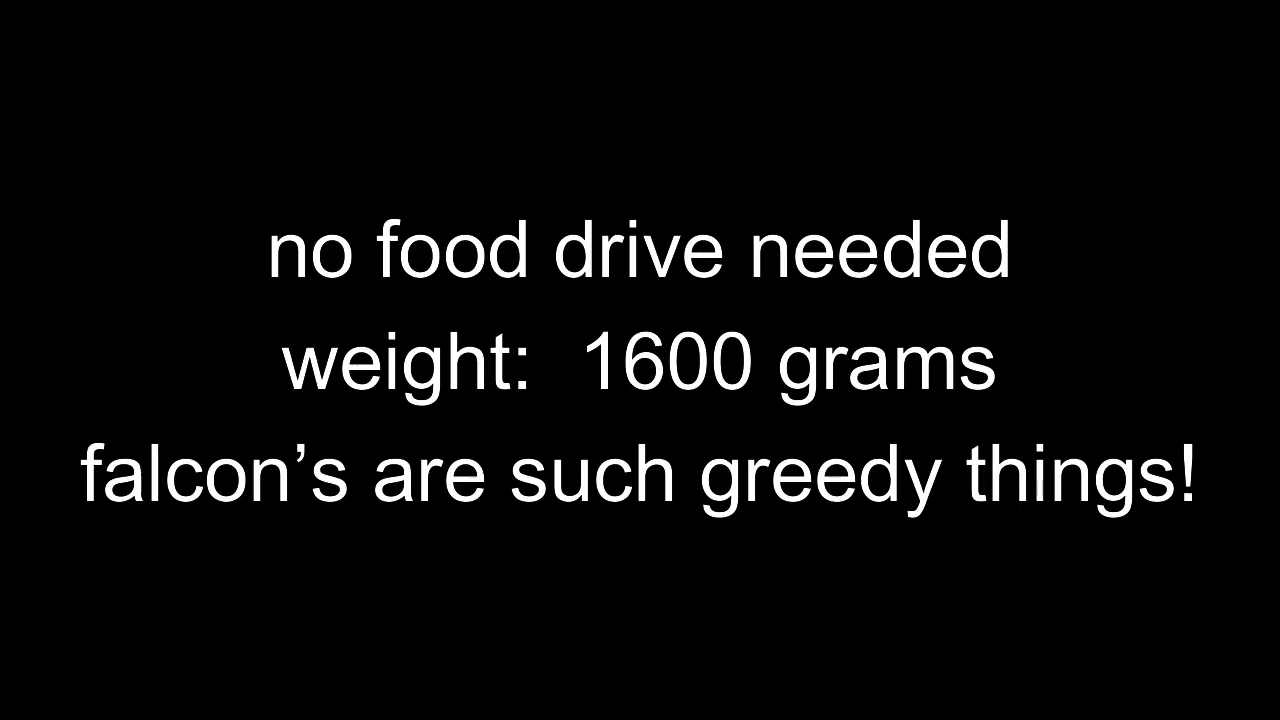 no food drive needed
weight:  1600 grams
falcon’s are such greedy things!